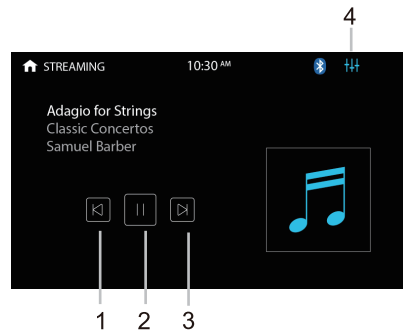 4
STREAMING 10:30 AM
Adagio for Strings
Classic Concertos
Samuel Barber
1 2 3